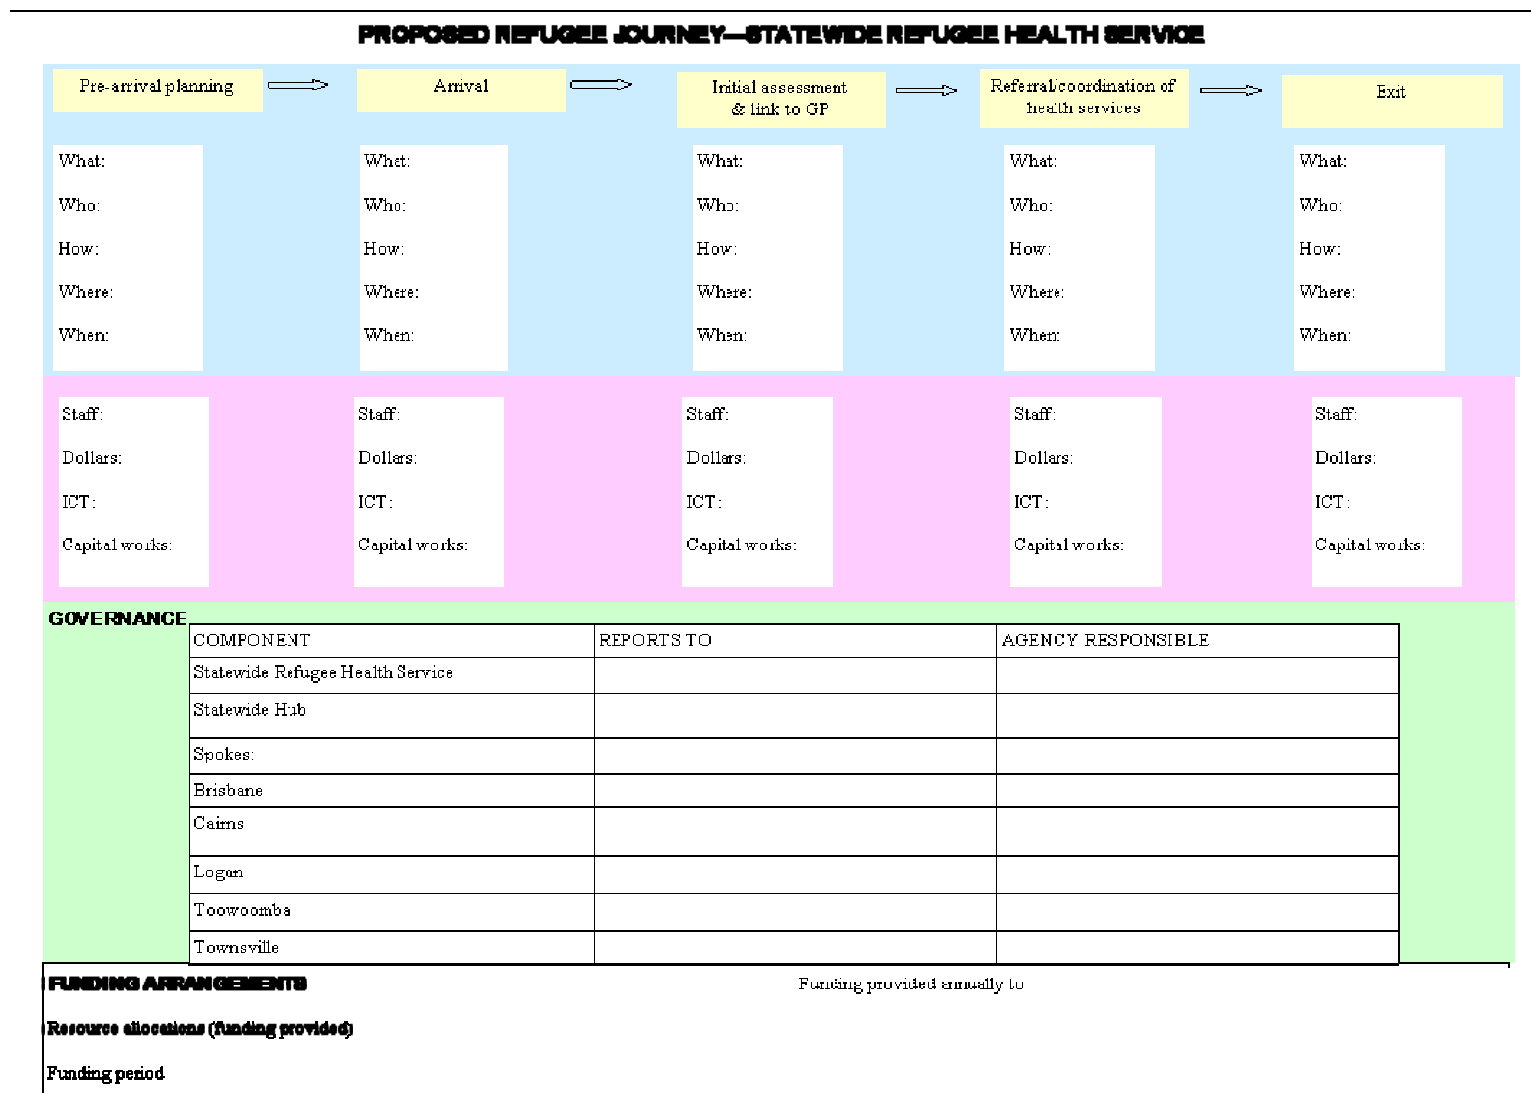 PROPOSED REFUGEE JOURNEY—STATEWIDE REFUGEE HEALTH SERVICE
Pre-arrival planning
Arrival
Initial assessment
& link to GP
Referral/coordination of
health services
Exit
What:
Who:
How:
Where:
When:
What:
Who:
How:
Where:
When:
What:
Who:
How:
Where:
When:
What:
Who:
How:
Where:
When:
What:
Who:
How:
Where:
When:
Staff:
Dollars:
ICT:
Capital works:
Staff:
Dollars:
ICT:
Capital works:
Staff:
Dollars:
ICT:
Capital works:
Staff:
Dollars:
ICT:
Capital works:
Staff:
Dollars:
ICT:
Capital works:
GOVERNANCE
COMPONENT REPORTS TO AGENCY RESPONSIBLE
Statewide Refugee Health Service
Statewide Hub
Spokes:
Brisbane
Cairns
Logan
Toowoomba
Townsville
FUNDING ARRANGEMENTS Funding provided annually to
Resource allocations (funding provided)
Funding period